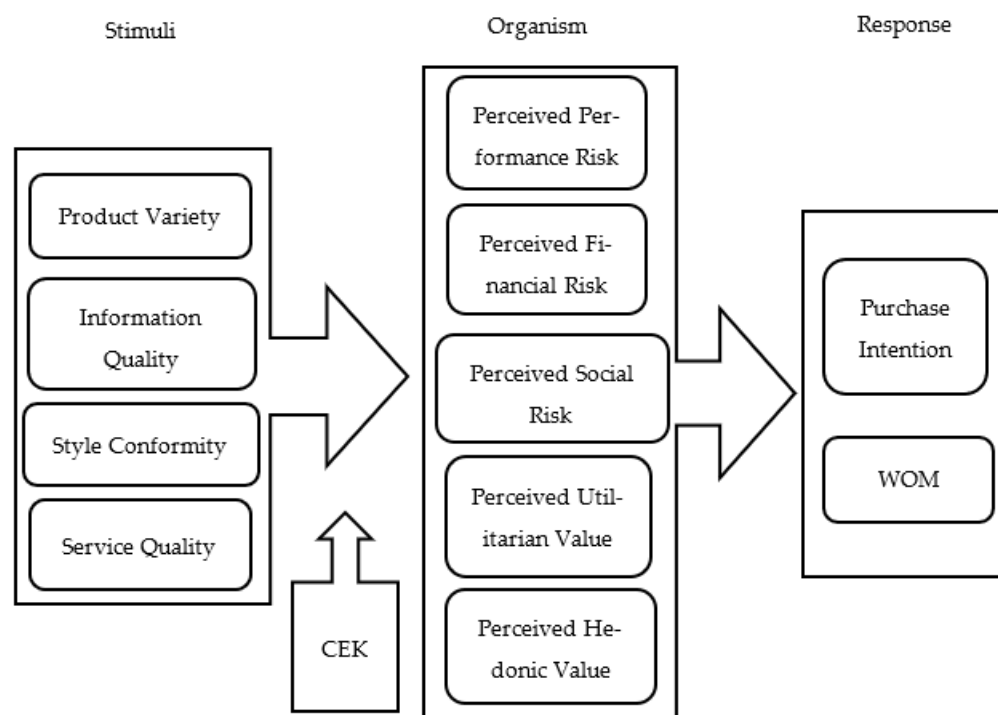 Stimuli
Organism
Response
Product Variety
Information
Quality
Style Conformity
Service Quality
CEK
Perceived Per-
formance Risk
Perceived Fi-
nancial Risk
Perceived Social
Risk
Perceived Util-
itarian Value
Perceived He-
donic Value
Purchase
Intention
WOM